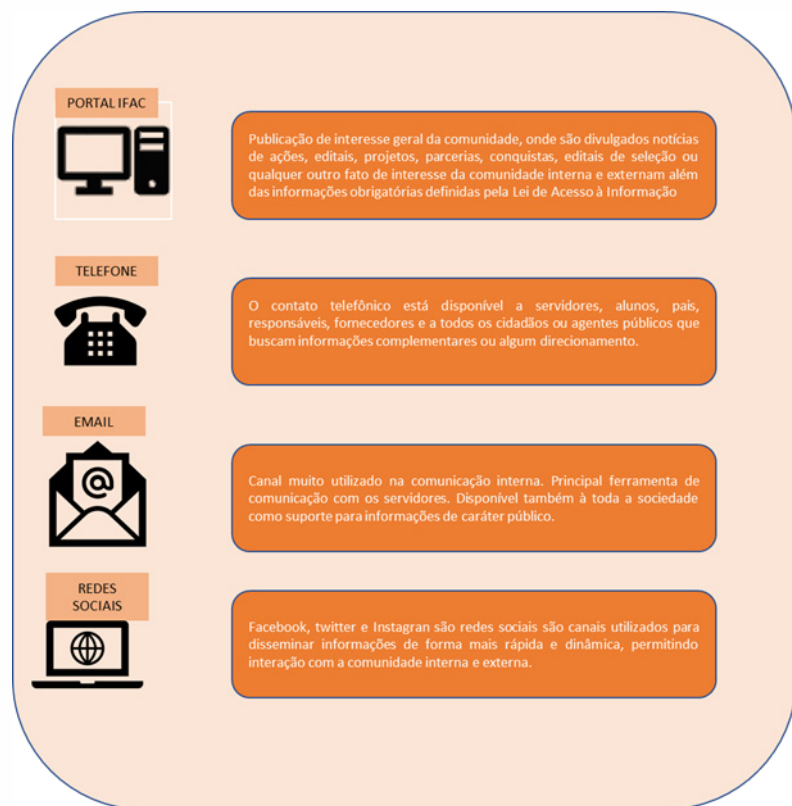 PORTAL IFAC
Publicação de interesse geral da comunidade, onde são divulgados notícias
de ações, editais, projetos, parcerias, conquistas, editais de seleção ou
qualquer outro fato de interesse da comunidade interna e externam além
das informações obrigatórias definidas pela Lei de Acesso à Informação
TELEFONE
O contato telefônico está disponível a servidores, alunos, pais,
responsáveis, fornecedores e a todos os cidadãos ou agentes públicos que
buscam informações complementares ou algum direcionamento.
EMAIL
@
Canal muito utilizado na comunicação interna. Principal ferramenta de
comunicação com os servidores. Disponível também à toda a sociedade
como suporte para informações de caráter público.
REDES
SOCIAIS
Facebook, twitter e Instagran são redes sociais são canais utilizados para
disseminar informações de forma mais rápida e dinâmica, permitindo
interação com a comunidade interna e externa.